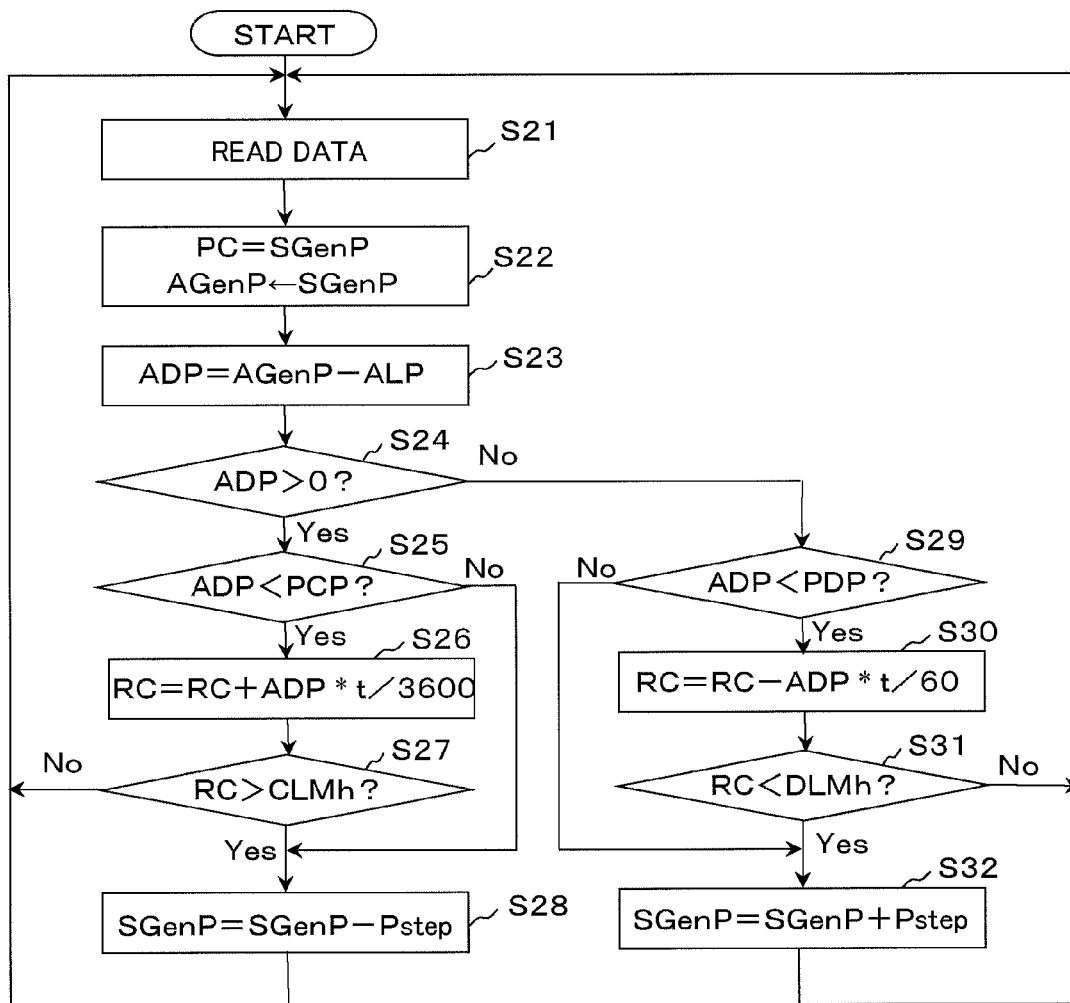 START
READ DATA
S21
PC=SGenP
AGenP←SGenP
S22
ADP=AGenP−ALP
S23
ADP>0?
S24
No
Yes
ADP<PCP?
S25
No
Yes
RC=RC+ADP*t/3600
S26
RC>CLMh?
S27
No
Yes
SGenP=SGenP−Pstep
S28
ADP<PDP?
S29
No
Yes
RC=RC−ADP*t/60
S30
RC<DLMh?
S31
No
Yes
SGenP=SGenP+Pstep
S32